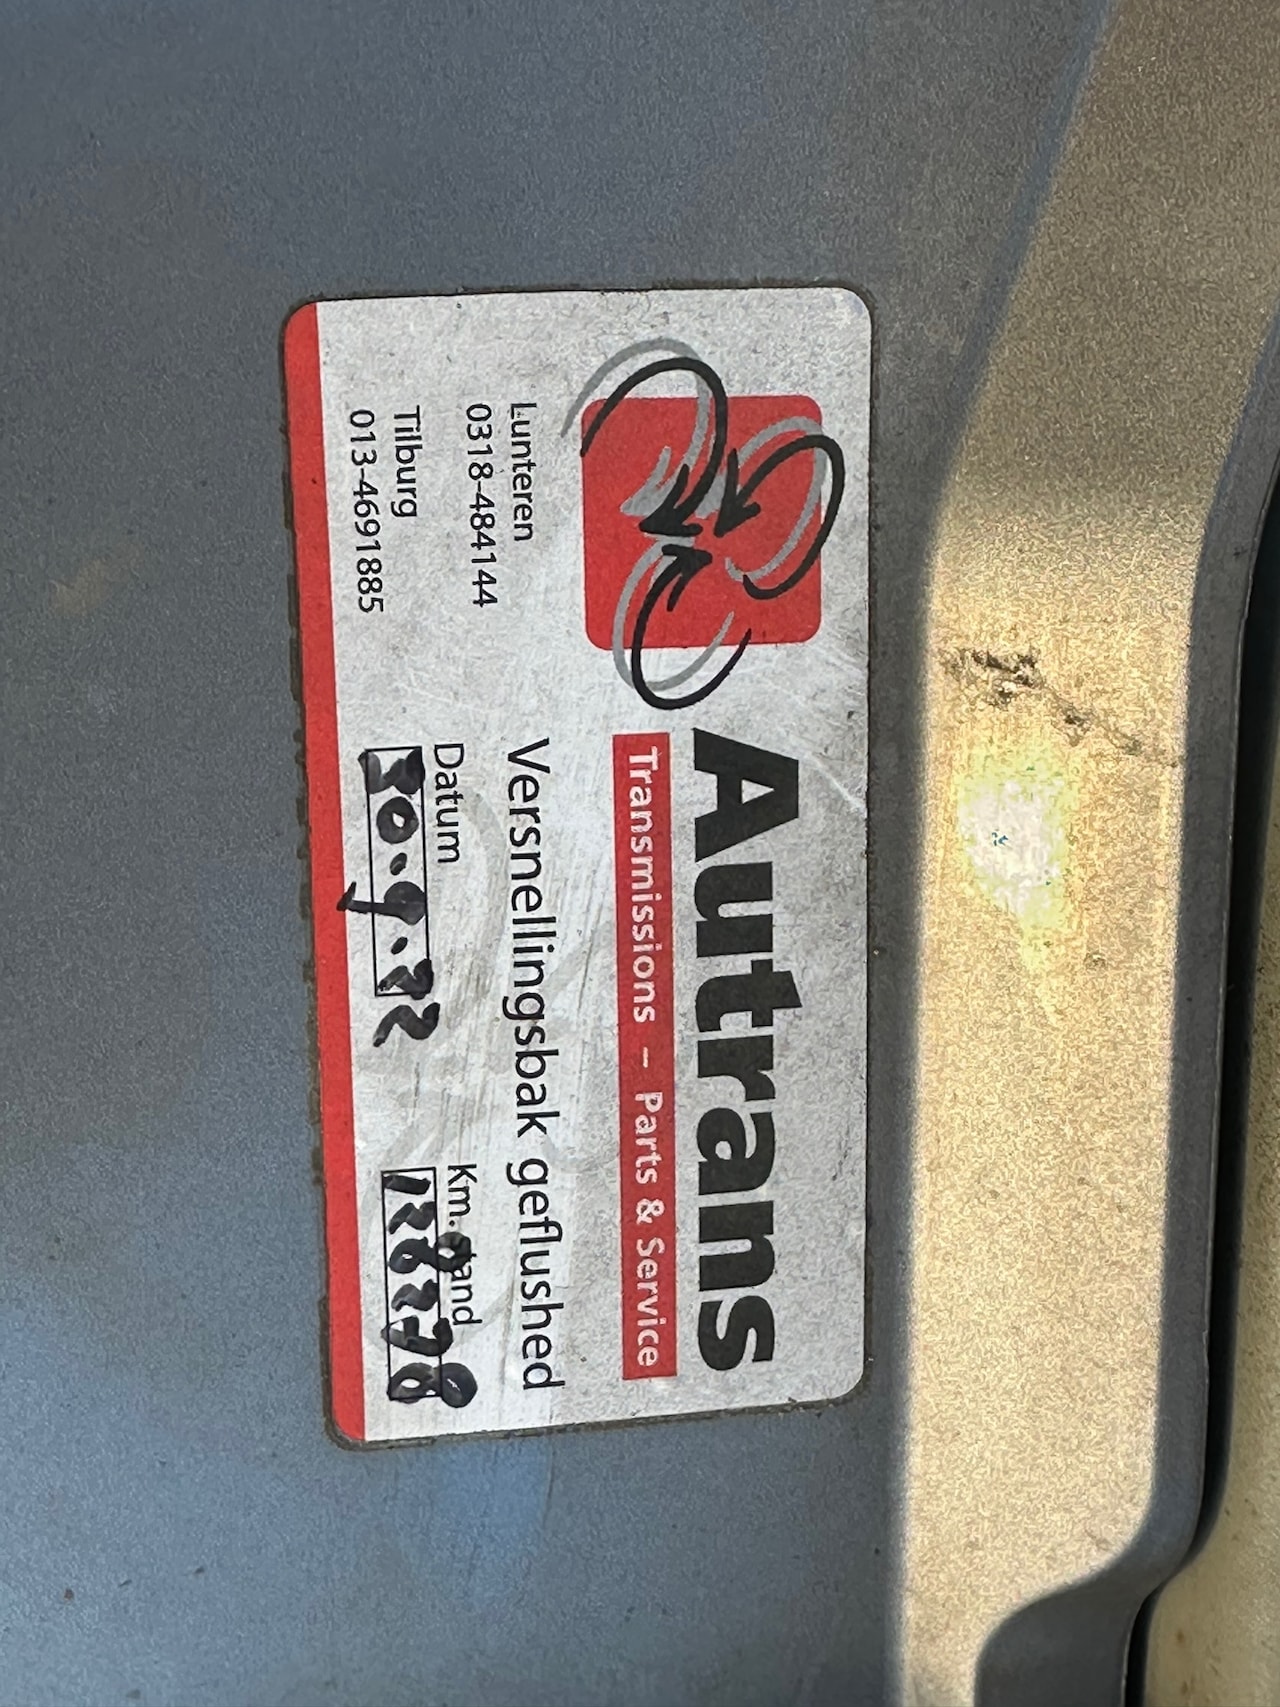 Autrans
Transmissions – Parts & Service
Lunteren
0318-484144
Tilburg
013-4691885
Versnellingsbak geflushed
Datum
30.9.22
Km. stand